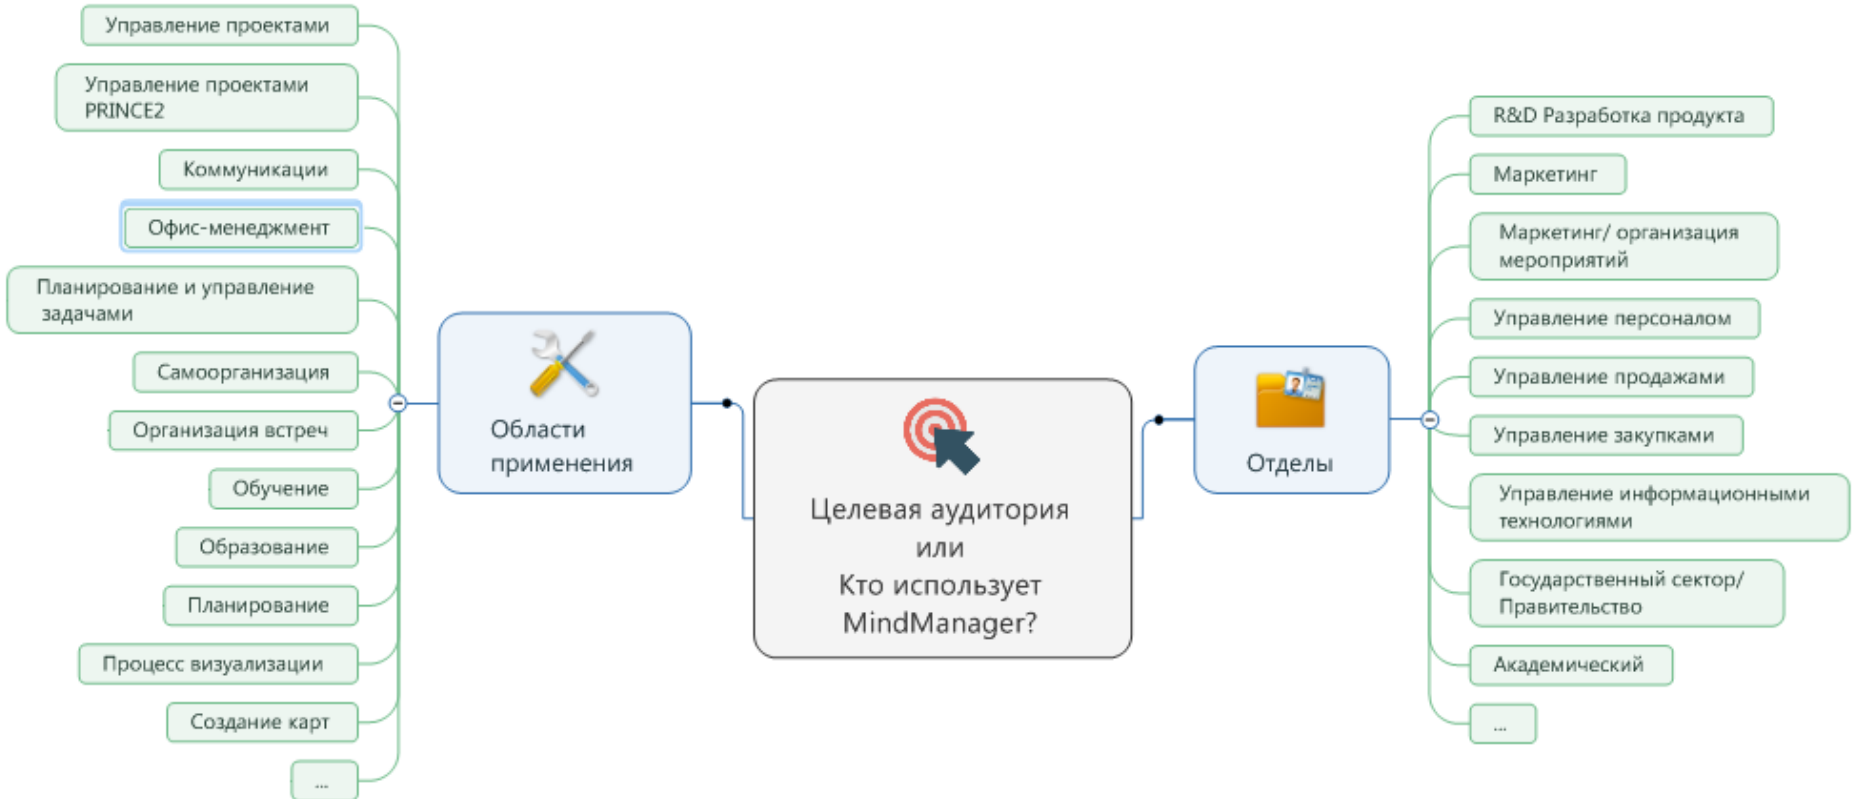 Управление проектами
Управление проектами
PRINCE2
Коммуникации
Офис-менеджмент
Планирование и управление
задачами
Самоорганизация
Организация встреч
Обучение
Образование
Планирование
Процесс визуализации
Создание карт
...
Области
применения
Целевая аудитория
или
Кто использует
MindManager?
Отделы
R&D Разработка продукта
Маркетинг
Маркетинг/ организация
мероприятий
Управление персоналом
Управление продажами
Управление закупками
Управление информационными
технологиями
Государственный сектор/
Правительство
Академический
...